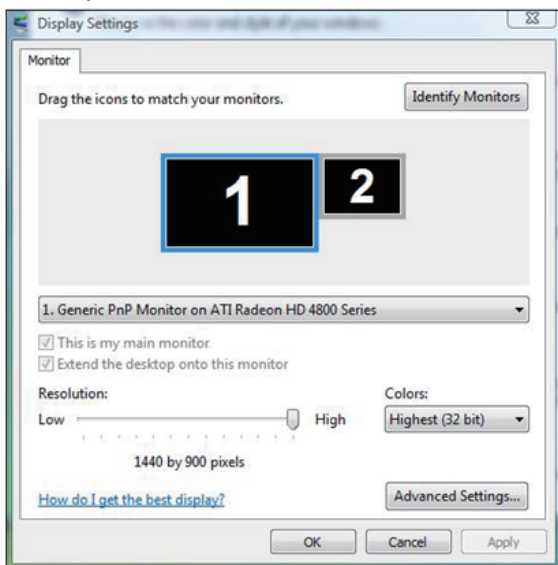 Display Settings
Monitor
Drag the icons to match your monitors.
Identify Monitors
1
2
1. Generic PnP Monitor on ATI Radeon HD 4800 Series
This is my main monitor
Extend the desktop onto this monitor
Resolution:
Colors:
Low
High
Highest (32 bit)
1440 by 900 pixels
How do I get the best display?
Advanced Settings...
OK
Cancel
Apply